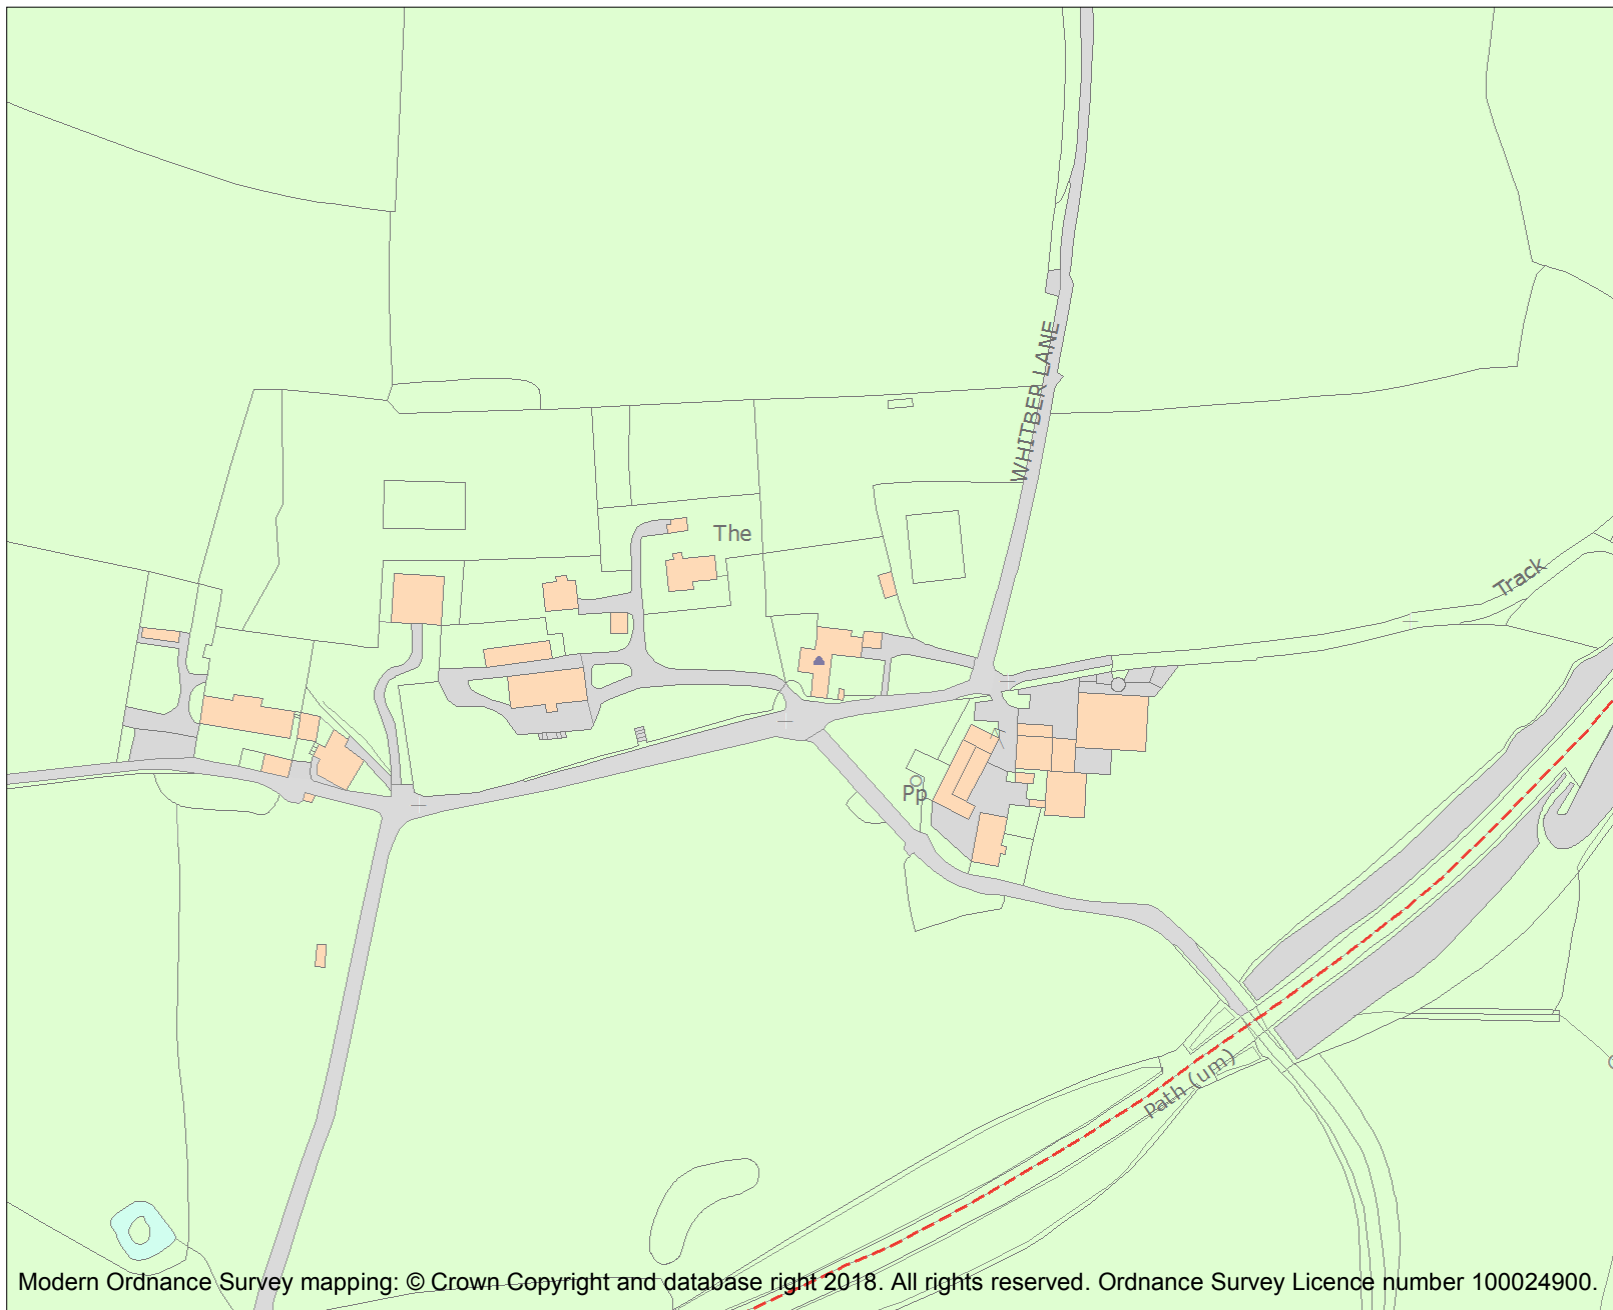 WHITBER LANE
The
Track
Pp
Path (um)
Modern Ordnance Survey mapping: © Crown Copyright and database right 2018. All rights reserved. Ordnance Survey Licence number 100024900.